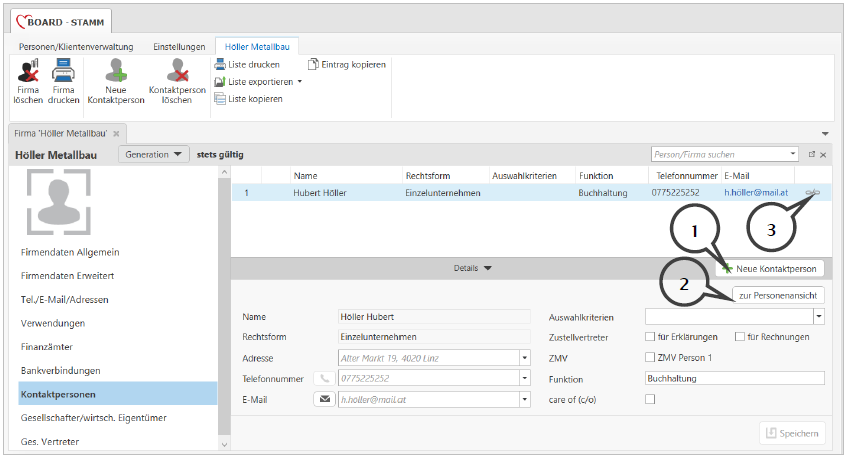 BOARD - STAMM
Personen/Klientenverwaltung Einstellungen Höller Metallbau
Firma löschen
Firma drucken
Neue Kontaktperson
Kontaktperson löschen
Liste drucken
Liste exportieren
Liste kopieren
Eintrag kopieren
Firma 'Höller Metallbau'
Höller Metallbau Generation stets gültig Person/Firma suchen
Name Rechtsform Auswahlkriterien Funktion Telefonnummer E-Mail
1 Hubert Höller Einzelunternehmen Buchhaltung 0775225252 h.höller@mail.at
1
3
2
Firmendaten Allgemein
Firmendaten Erweitert
Tel./E-Mail/Adressen
Verwendungen
Finanzämter
Bankverbindungen
Kontaktpersonen
Gesellschafter/wirtsch. Eigentümer
Ges. Vertreter
Details
Neue Kontaktperson
zur Personenansicht
Name Höller Hubert
Rechtsform Einzelunternehmen
Adresse Alter Markt 19, 4020 Linz
Telefonnummer 0775225252
E-Mail h.höller@mail.at
Auswahlkriterien
Zustellvertreter für Erklärungen für Rechnungen
ZMV ZMV Person 1
Funktion Buchhaltung
care of (c/o)
Speichern